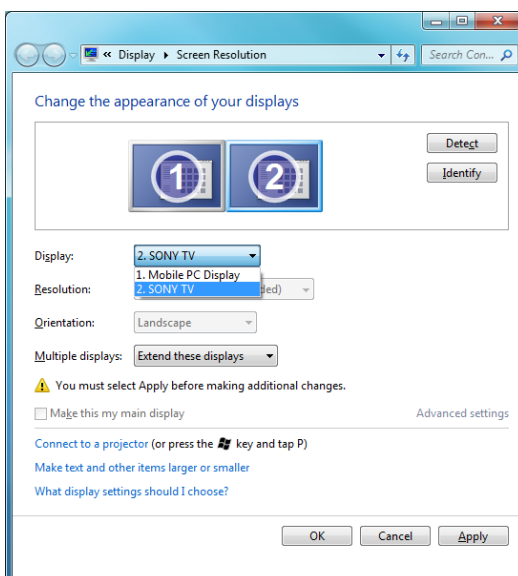 « Display ▸ Screen Resolution
Search Con...
Change the appearance of your displays
1
2
Detect
Identify
Display:
2. SONY TV
1. Mobile PC Display
2. SONY TV
Resolution:
ded)
Orientation:
Landscape
Multiple displays:
Extend these displays
You must select Apply before making additional changes.
Make this my main display
Advanced settings
Connect to a projector (or press the key and tap P)
Make text and other items larger or smaller
What display settings should I choose?
OK
Cancel
Apply